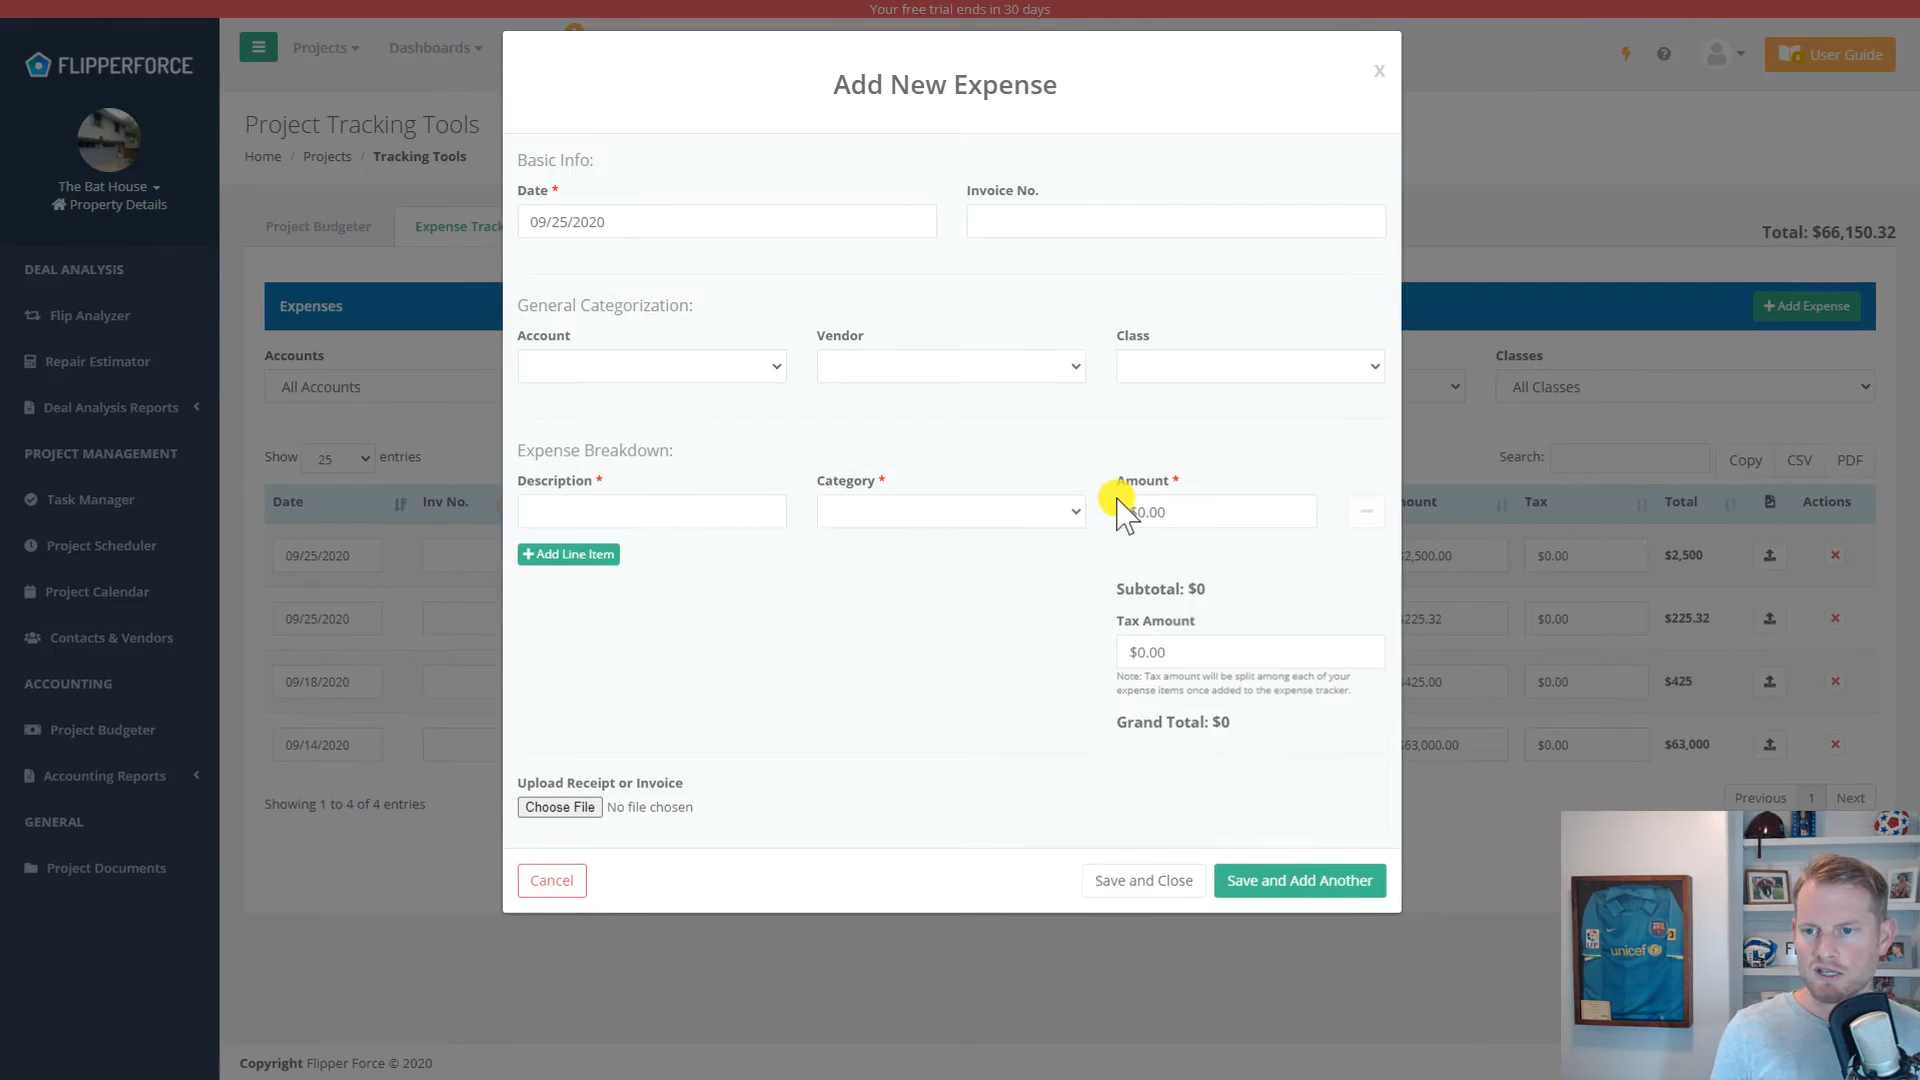 Your free trial ends in 30 days
FLIPPERFORCE
The Bat House
Property Details
DEAL ANALYSIS
Flip Analyzer
Repair Estimator
Deal Analysis Reports
PROJECT MANAGEMENT
Task Manager
Project Scheduler
Project Calendar
Contacts & Vendors
ACCOUNTING
Project Budgeter
Accounting Reports
GENERAL
Project Documents
Projects
Dashboards
User Guide
Project Tracking Tools
Home / Projects / Tracking Tools
Project Budgeter
Expense Track
Total: $66,150.32
Expenses
Add Expense
Accounts
All Accounts
Classes
All Classes
Show 25 entries
Search:
Copy CSV PDF
Date Inv No. mount Tax Total Actions
09/25/2020 $2,500.00 $0.00 $2,500
09/25/2020 $225.32 $0.00 $225.32
09/18/2020 $425.00 $0.00 $425
09/14/2020 $63,000.00 $0.00 $63,000
Showing 1 to 4 of 4 entries
Previous 1 Next
Add New Expense
X
Basic Info:
Date * Invoice No.
09/25/2020
General Categorization:
Account Vendor Class
Expense Breakdown:
Description * Category * Amount *
$0.00
Add Line Item
Subtotal: $0
Tax Amount
$0.00
Note: Tax amount will be split among each of your
expense items once added to the expense tracker.
Grand Total: $0
Upload Receipt or Invoice
Choose File No file chosen
Cancel
Save and Close
Save and Add Another
unicef
Copyright Flipper Force © 2020